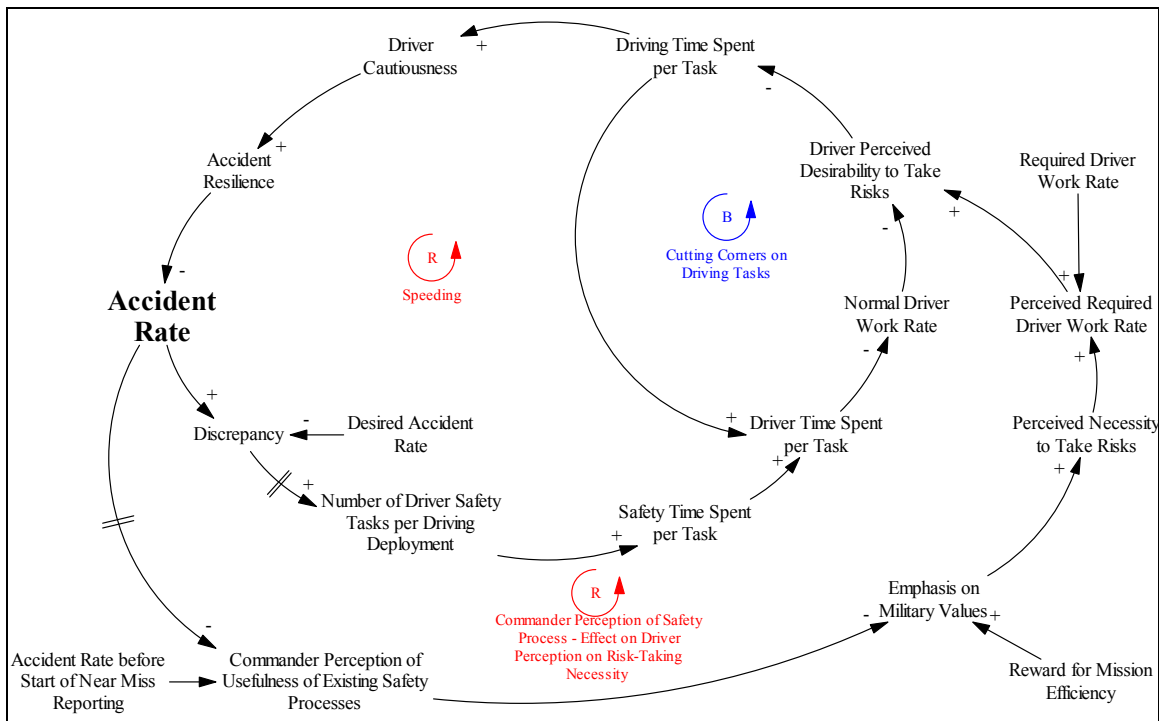 Driver
Cautiousness
+
Driving Time Spent
per Task
-
Accident
Resilience
+
Driver Perceived
Desirability to Take
Risks
-
+
Required Driver
Work Rate
B
Cutting Corners on
Driving Tasks
R
Speeding
-
Accident
Rate
Normal Driver
Work Rate
-
Perceived Required
Driver Work Rate
+
+
+
Discrepancy
-
Desired Accident
Rate
+
Driver Time Spent
per Task
+
Perceived Necessity
to Take Risks
+
+
Number of Driver Safety
Tasks per Driving
Deployment
Safety Time Spent
per Task
+
R
Commander Perception of Safety
Process - Effect on Driver
Perception on Risk-Taking
Necessity
Emphasis on
Military Values
-
+
-
Accident Rate before
Start of Near Miss
Reporting
Commander Perception of
Usefulness of Existing Safety
Processes
Reward for Mission
Efficiency